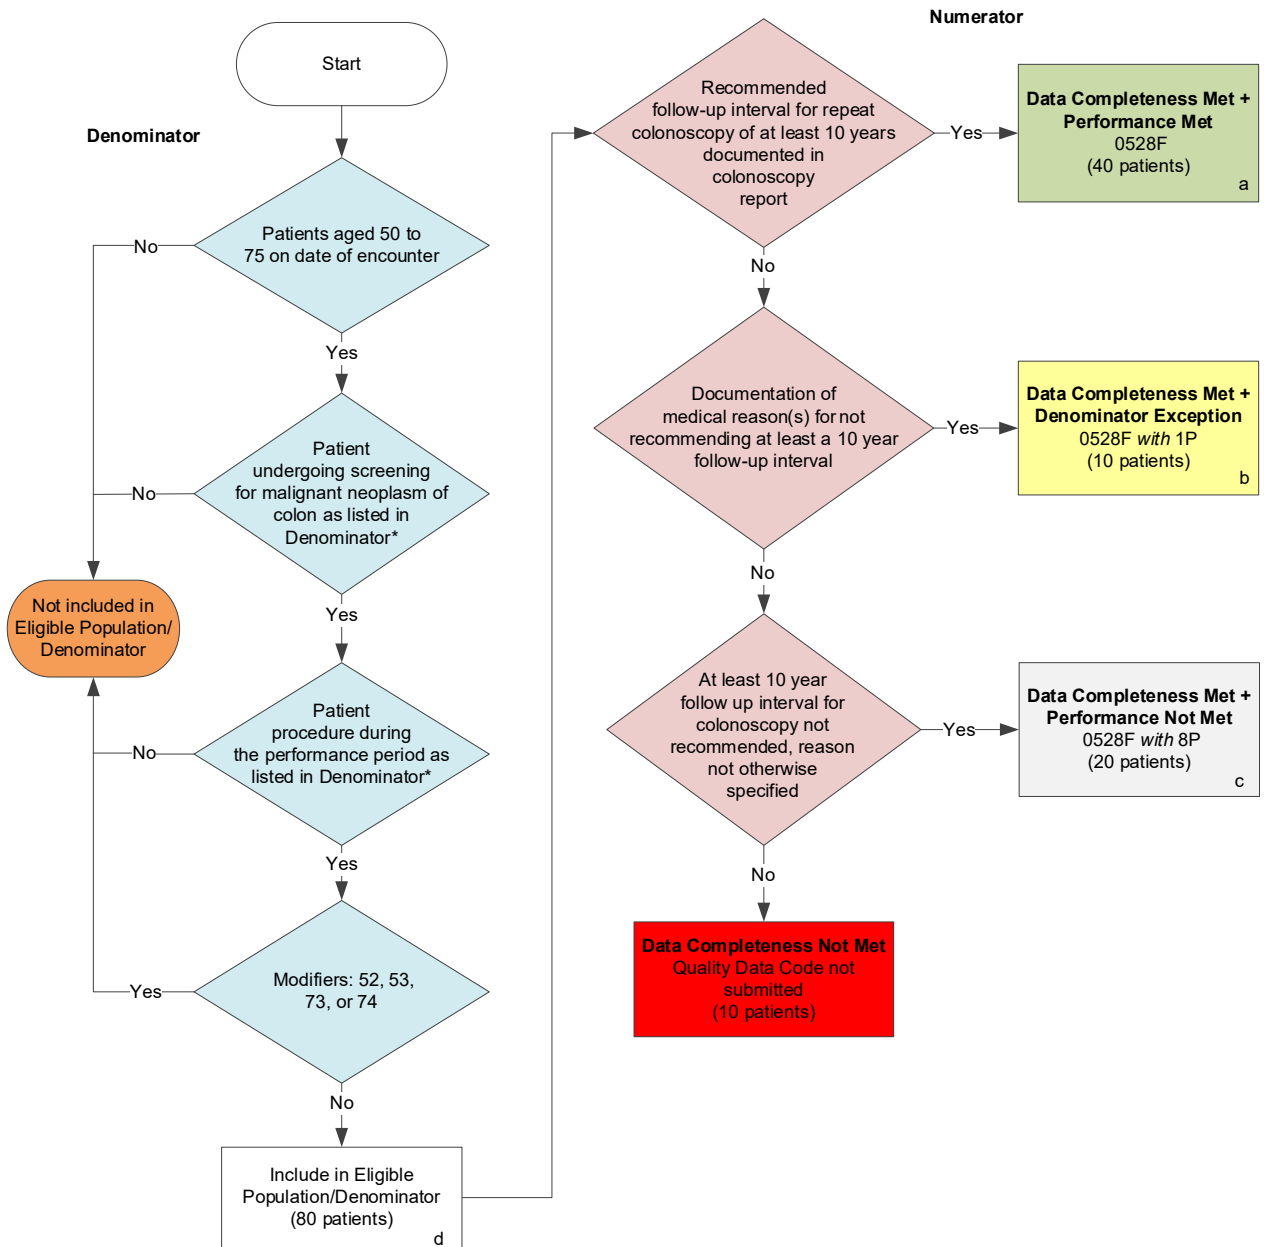 Numerator
Denominator
Start
Patients aged 50 to
75 on date of encounter
No
Yes
Patient
undergoing screening
for malignant neoplasm of
colon as listed in
Denominator*
No
Yes
Not included in
Eligible Population/
Denominator
Patient
procedure during
the performance period as
listed in Denominator*
No
Yes
Modifiers: 52, 53,
73, or 74
Yes
No
Include in Eligible
Population/Denominator
(80 patients)
d
Recommended
follow-up interval for repeat
colonoscopy of at least 10 years
documented in
colonoscopy
report
Yes
Data Completeness Met +
Performance Met
0528F
(40 patients)
a
No
Documentation of
medical reason(s) for not
recommending at least a 10 year
follow-up interval
Yes
Data Completeness Met +
Denominator Exception
0528F with 1P
(10 patients)
b
No
At least 10 year
follow up interval for
colonoscopy not
recommended, reason
not otherwise
specified
Yes
Data Completeness Met +
Performance Not Met
0528F with 8P
(20 patients)
c
No
Data Completeness Not Met
Quality Data Code not
submitted
(10 patients)